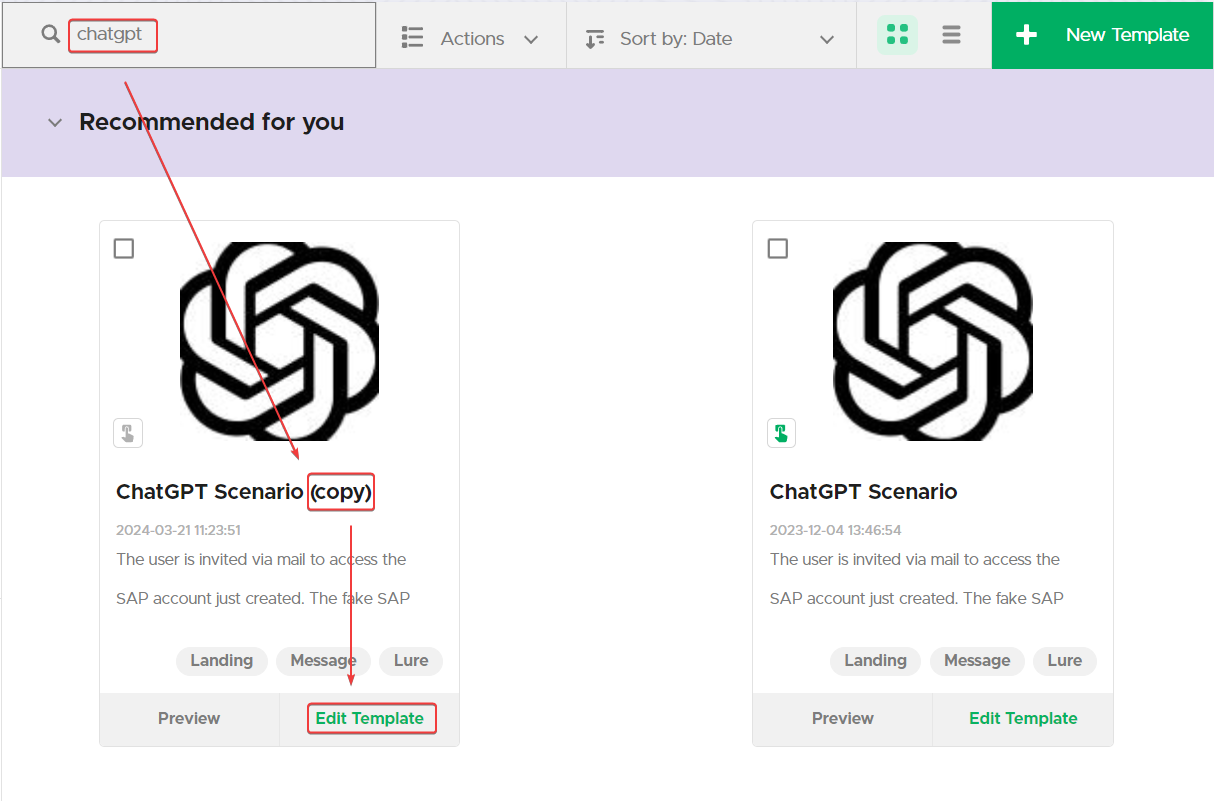 chatgpt
Actions
Sort by: Date
New Template
Recommended for you
ChatGPT Scenario (copy)
2024-03-21 11:23:51
The user is invited via mail to access the
SAP account just created. The fake SAP
Landing Message Lure
Preview Edit Template
ChatGPT Scenario
2023-12-04 13:46:54
The user is invited via mail to access the
SAP account just created. The fake SAP
Landing Message Lure
Preview Edit Template